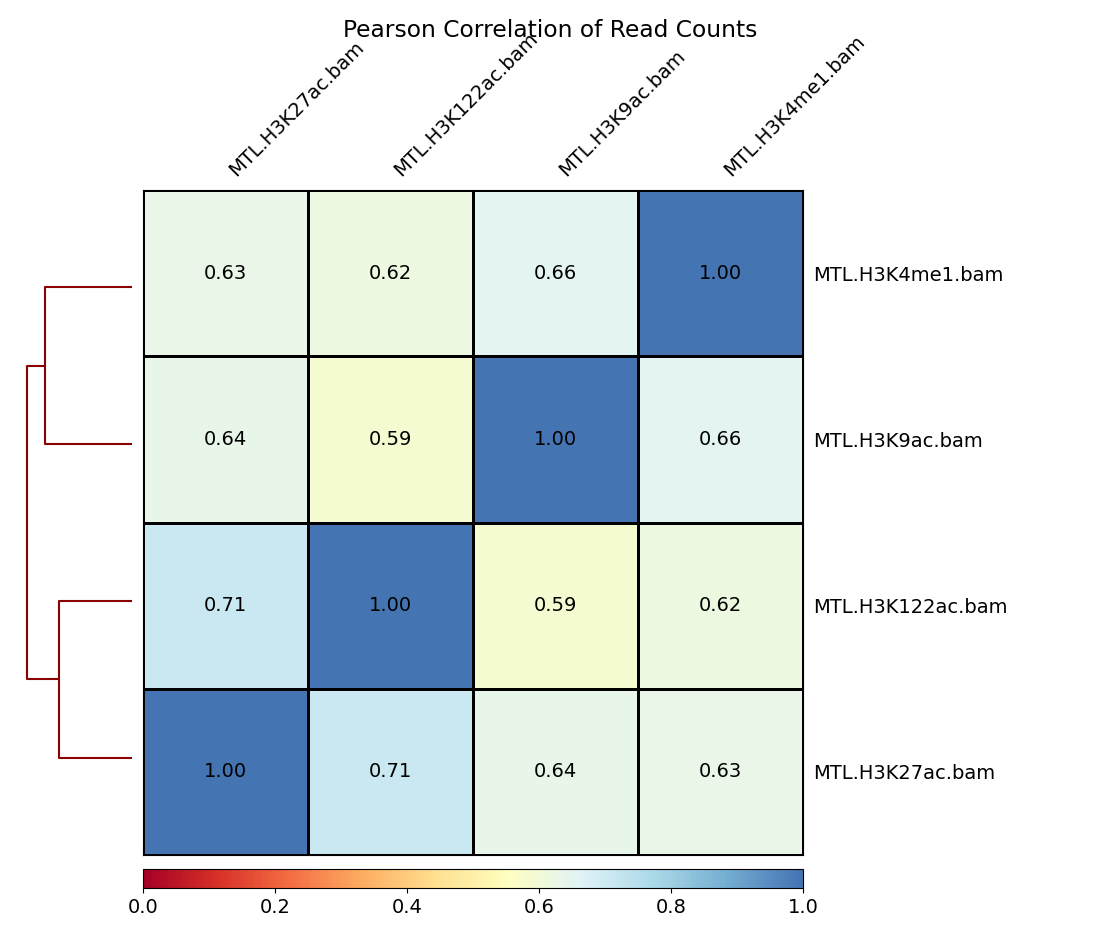 Pearson Correlation of Read Counts
MTL.H3K27ac.bam
MTL.H3K122ac.bam
MTL.H3K9ac.bam
MTL.H3K4me1.bam
0.63 0.62 0.66 1.00 MTL.H3K4me1.bam
0.64 0.59 1.00 0.66 MTL.H3K9ac.bam
0.71 1.00 0.59 0.62 MTL.H3K122ac.bam
1.00 0.71 0.64 0.63 MTL.H3K27ac.bam
0.0 0.2 0.4 0.6 0.8 1.0